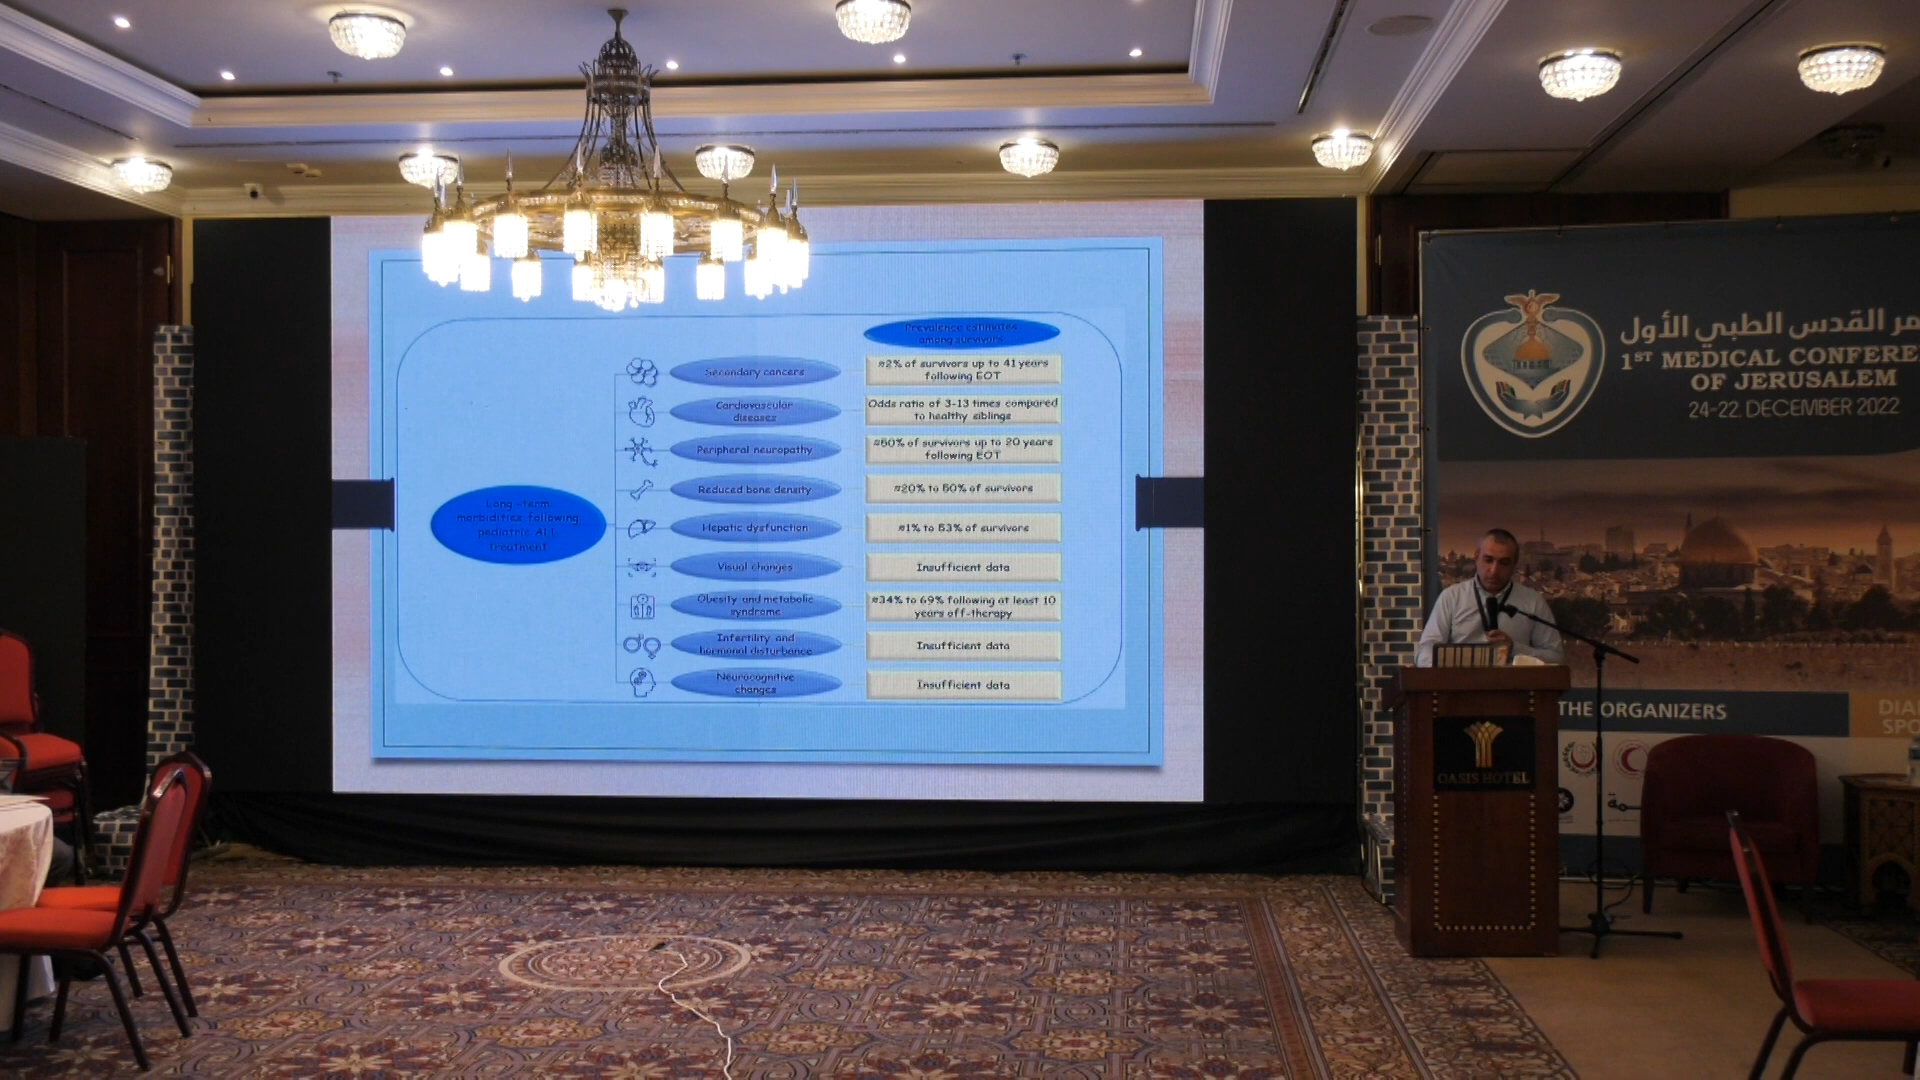 Prevalence estimates
among survivors
Secondary cancers
≈2% of survivors up to 41 years
following EOT
Cardiovascular
diseases
Odds ratio of 3-13 times compared
to healthy siblings
Peripheral neuropathy
≈50% of survivors up to 20 years
following EOT
Reduced bone density
≈20% to 50% of survivors
Long-term
morbidities following
pediatric ALL
treatment
Hepatic dysfunction
≈1% to 53% of survivors
Visual changes
Insufficient data
Obesity and metabolic
syndrome
≈34% to 69% following at least 10
years off-therapy
Infertility and
hormonal disturbance
Insufficient data
Neurocognitive
changes
Insufficient data
القدس الطبي الأول
1ST MEDICAL
OF JERUSALEM
24-22. DECEMBER 2022
THE ORGANIZERS
OASIS HOTEL